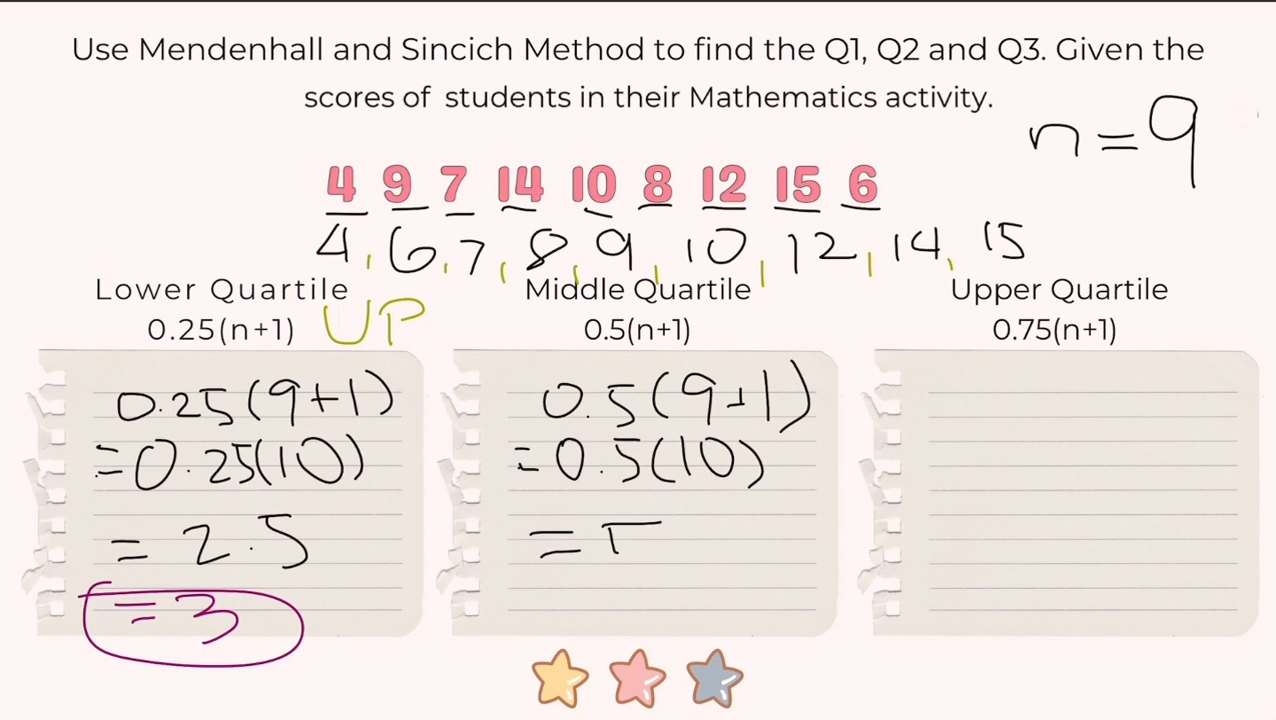 Use Mendenhall and Sincich Method to find the Q1, Q2 and Q3. Given the
scores of students in their Mathematics activity.
n=9
4 9 7 14 10 8 12 15 6
4, 6, 7, 8, 9, 10, 12, 14, 15
Lower Quartile
0.25(n+1) UP
0.25(9+1)
=0.25(10)
= 2.5
= 3
Middle Quartile
0.5(n+1)
0.5(9+1)
=0.5(10)
=
Upper Quartile
0.75(n+1)